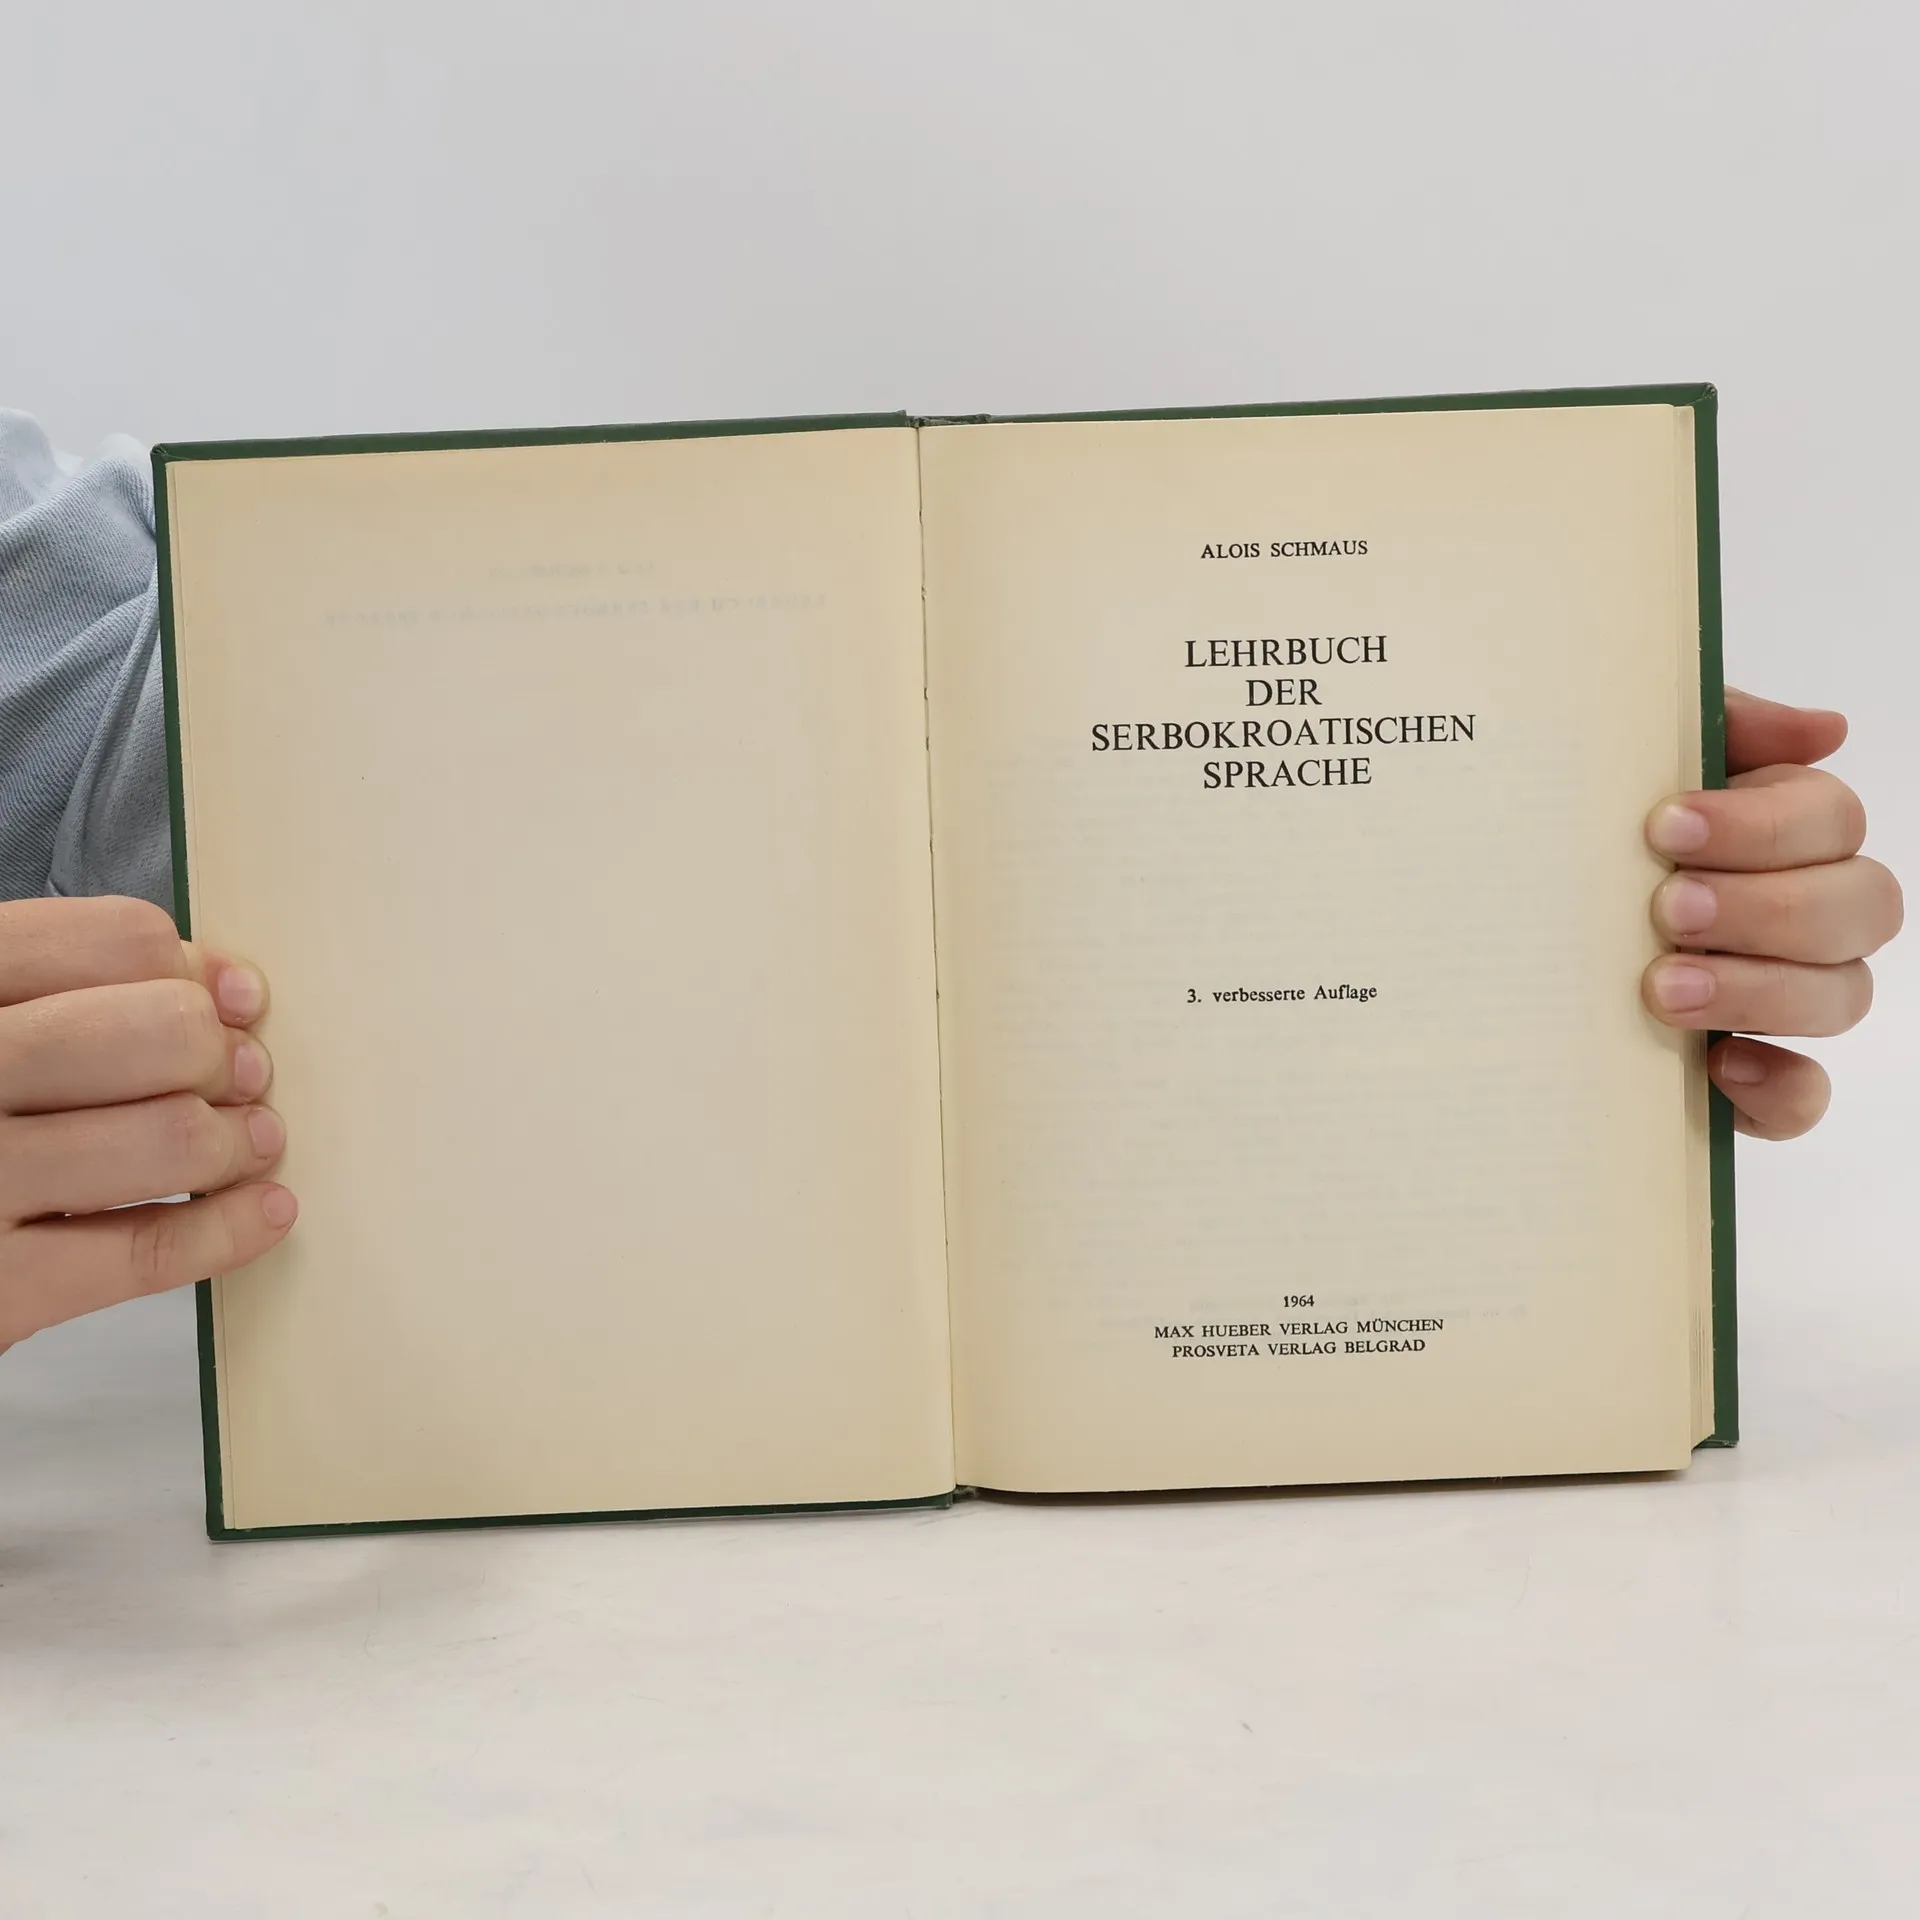 ALOIS SCHMAUS
LEHRBUCH
DER
SERBOKROATISCHEN
SPRACHE
3. verbesserte Auflage
1964
MAX HUEBER VERLAG MÜNCHEN
PROSVETA VERLAG BELGRAD